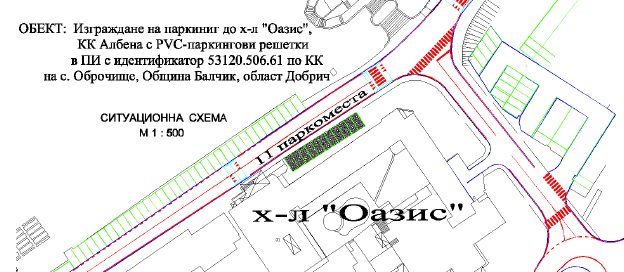 ОБЕКТ: Изграждане на паркиниг до х-л "Оазис",
КК Албена с PVC-паркингови решетки
в ПИ с идентификатор 53120.506.61 по КК
на с. Оброчище, Община Балчик, област Добрич
СИТУАЦИОННА СХЕМА
М 1 : 500
11 паркоместа
х-л "Оазис"